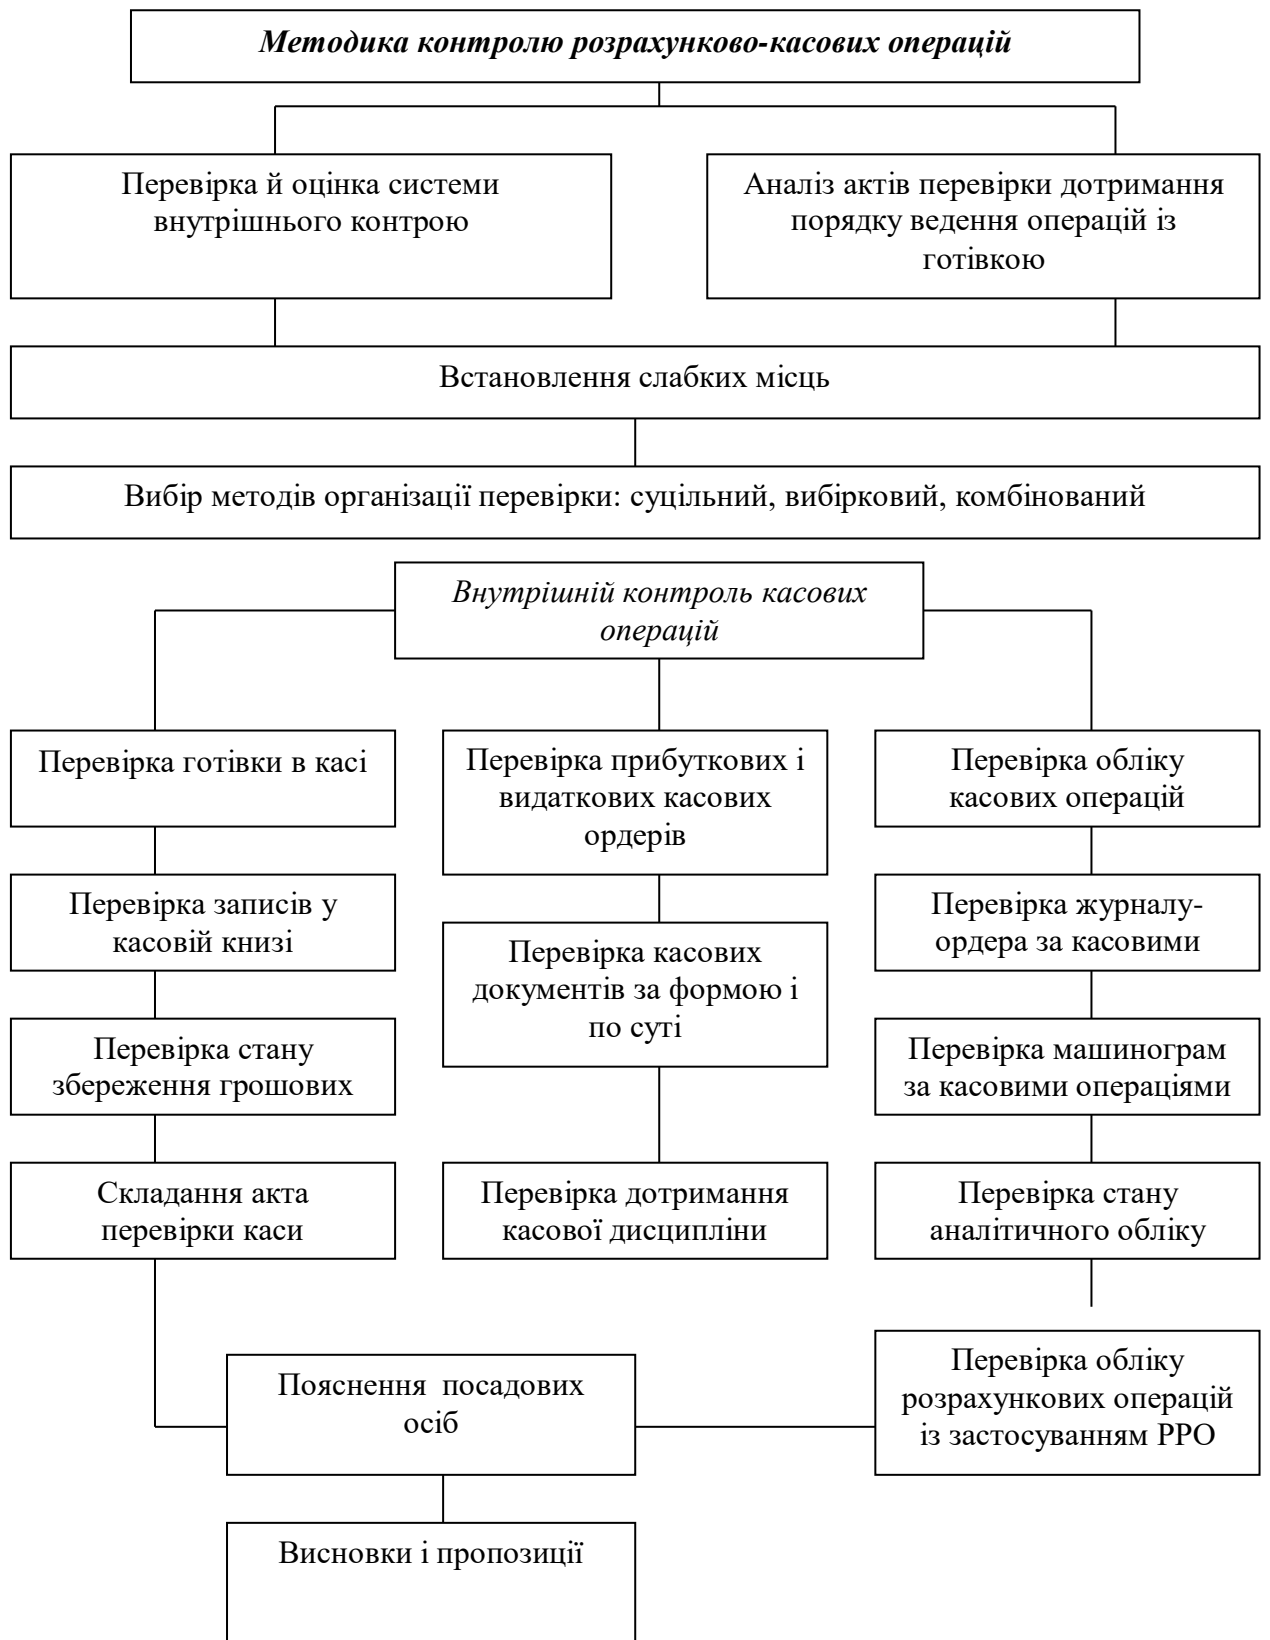 Методика контролю розрахунково-касових операцій
Перевірка й оцінка системи
внутрішнього контрою
Аналіз актів перевірки дотримання
порядку ведення операцій із
готівкою
Встановлення слабких місць
Вибір методів організації перевірки: суцільний, вибірковий, комбінований
Внутрішній контроль касових
операцій
Перевірка готівки в касі
Перевірка записів у
касовій книзі
Перевірка стану
збереження грошових
Складання акта
перевірки каси
Перевірка прибуткових і
видаткових касових
ордерів
Перевірка касових
документів за формою і
по суті
Перевірка дотримання
касової дисципліни
Перевірка обліку
касових операцій
Перевірка журналу-
ордера за касовими
Перевірка машинограм
за касовими операціями
Перевірка стану
аналітичного обліку
Перевірка обліку
розрахункових операцій
із застосуванням РРО
Пояснення посадових
осіб
Висновки і пропозиції